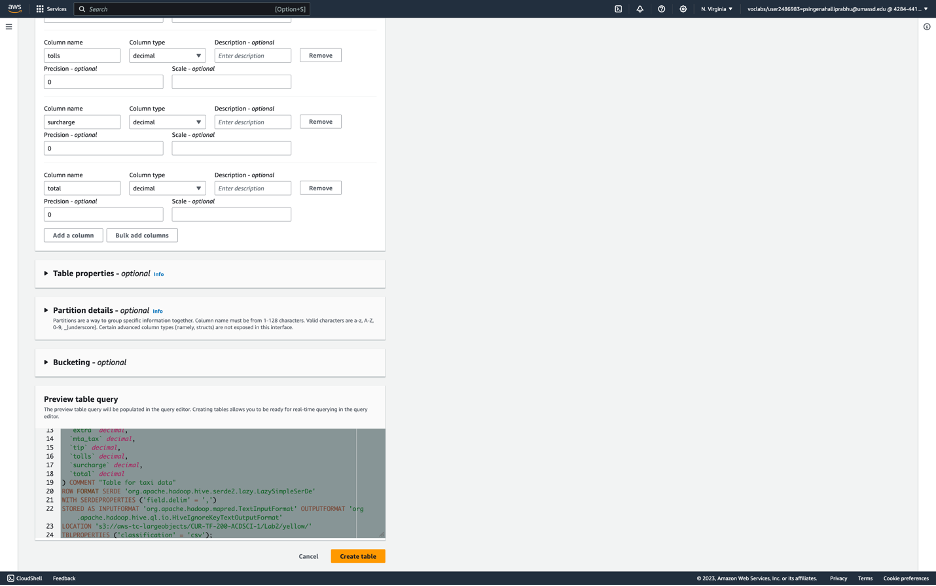 aws
Services
Search
[Option+S]
N. Virginia
voclabs/user2486983=psingenahalliprabhu@umassd.edu @ 4284-441...
Column name
Column type
Description - optional
tolls
decimal
Enter description
Remove
Precision - optional
Scale - optional
0
Column name
Column type
Description - optional
surcharge
decimal
Enter description
Remove
Precision - optional
Scale - optional
0
Column name
Column type
Description - optional
total
decimal
Enter description
Remove
Precision - optional
Scale - optional
0
Add a column
Bulk add columns
Table properties - optional Info
Partition details - optional Info
Partitions are a way to group specific information together. Column name must be from 1-128 characters. Valid characters are a-z, A-Z,
0-9, _(underscore). Certain advanced column types (namely, structs) are not exposed in this interface.
Bucketing - optional
Preview table query
The preview table query will be populated in the query editor. Creating tables allows you to be ready for real-time querying in the query
editor.
13 `extra` decimal,
14 `mta_tax` decimal,
15 `tip` decimal,
16 `tolls` decimal,
17 `surcharge` decimal,
18 `total` decimal
19 ) COMMENT "Table for taxi data"
20 ROW FORMAT SERDE 'org.apache.hadoop.hive.serde2.lazy.LazySimpleSerDe'
21 WITH SERDEPROPERTIES ('field.delim' = ',')
22 STORED AS INPUTFORMAT 'org.apache.hadoop.mapred.TextInputFormat' OUTPUTFORMAT 'org
.apache.hadoop.hive.ql.io.HiveIgnoreKeyTextOutputFormat'
23 LOCATION 's3://aws-tc-largeobjects/CUR-TF-200-ACDSCI-1/Lab2/yellow/'
24 TBLPROPERTIES ('classification' = 'csv');
Cancel
Create table
CloudShell
Feedback
© 2023, Amazon Web Services, Inc. or its affiliates.
Privacy
Terms
Cookie preferences